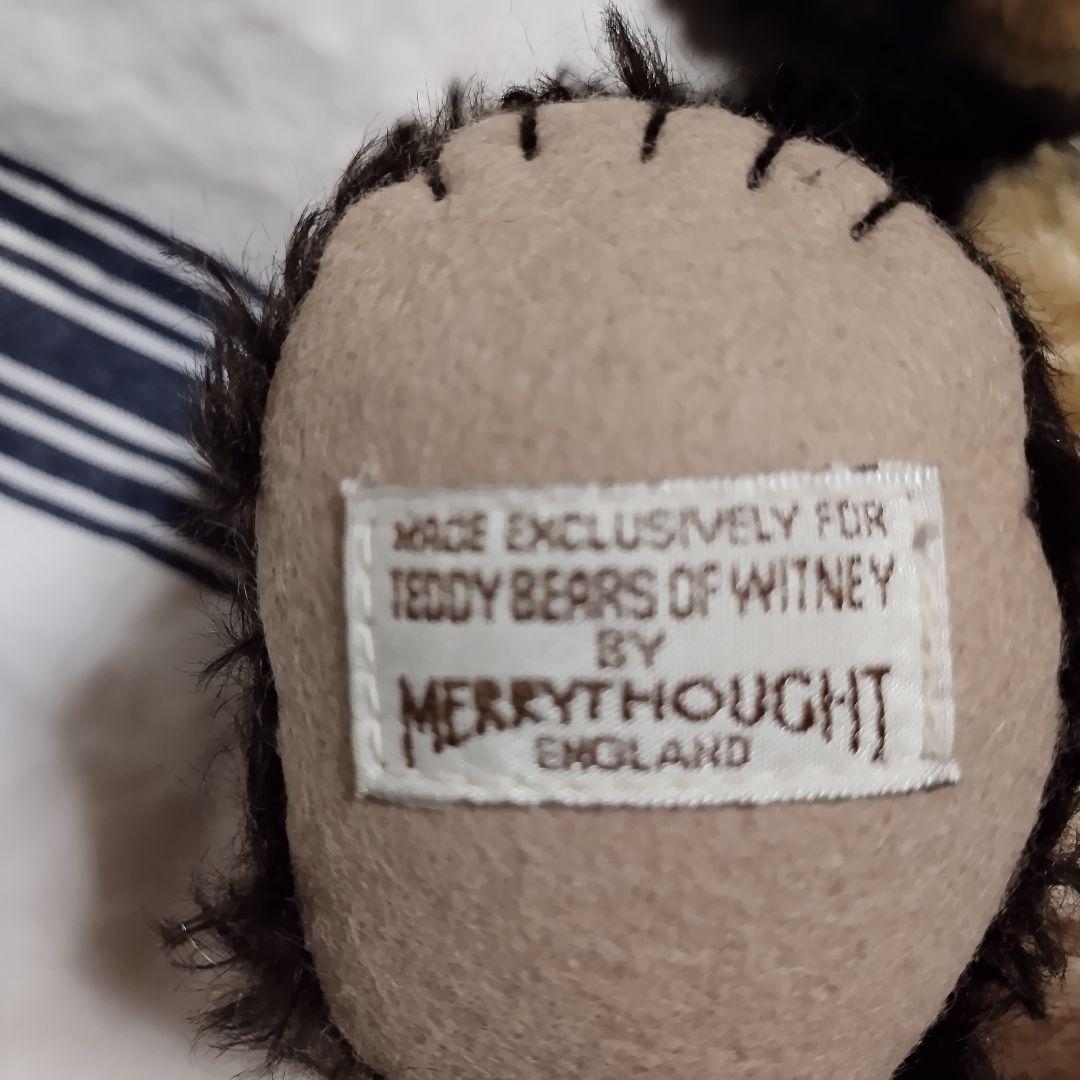 MADE EXCLUSIVELY FOR
TEDDY BEARS OF WITNEY
BY
MERRYTHOUGHT
ENGLAND